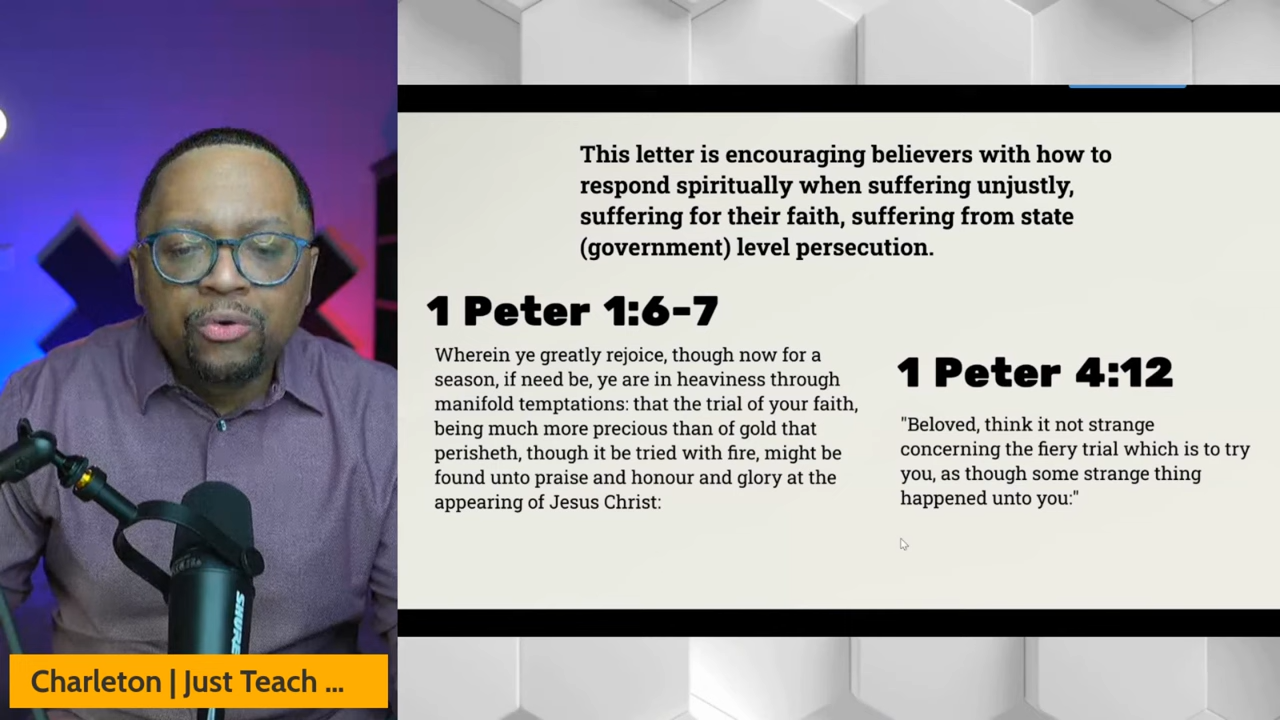 This letter is encouraging believers with how to
respond spiritually when suffering unjustly,
suffering for their faith, suffering from state
(government) level persecution.
1 Peter 1:6-7
Wherein ye greatly rejoice, though now for a
season, if need be, ye are in heaviness through
manifold temptations: that the trial of your faith,
being much more precious than of gold that
perisheth, though it be tried with fire, might be
found unto praise and honour and glory at the
appearing of Jesus Christ:
1 Peter 4:12
"Beloved, think it not strange
concerning the fiery trial which is to try
you, as though some strange thing
happened unto you:"
SHURE
Charleton | Just Teach ...